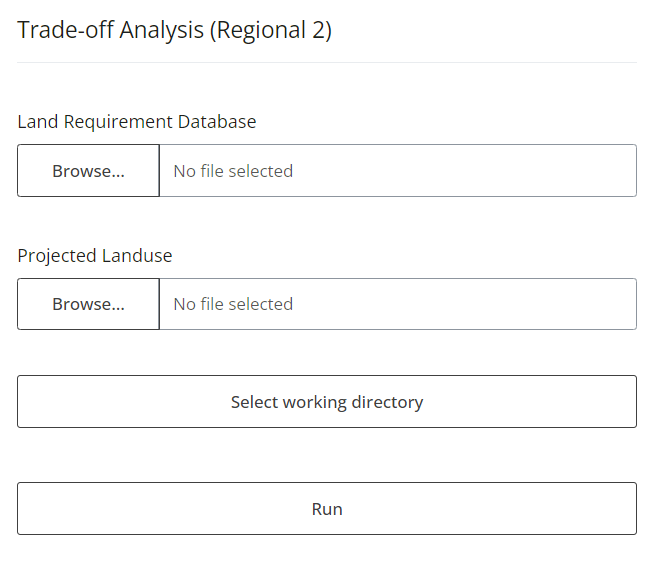 Trade-off Analysis (Regional 2)
Land Requirement Database
Browse... No file selected
Projected Landuse
Browse... No file selected
Select working directory
Run